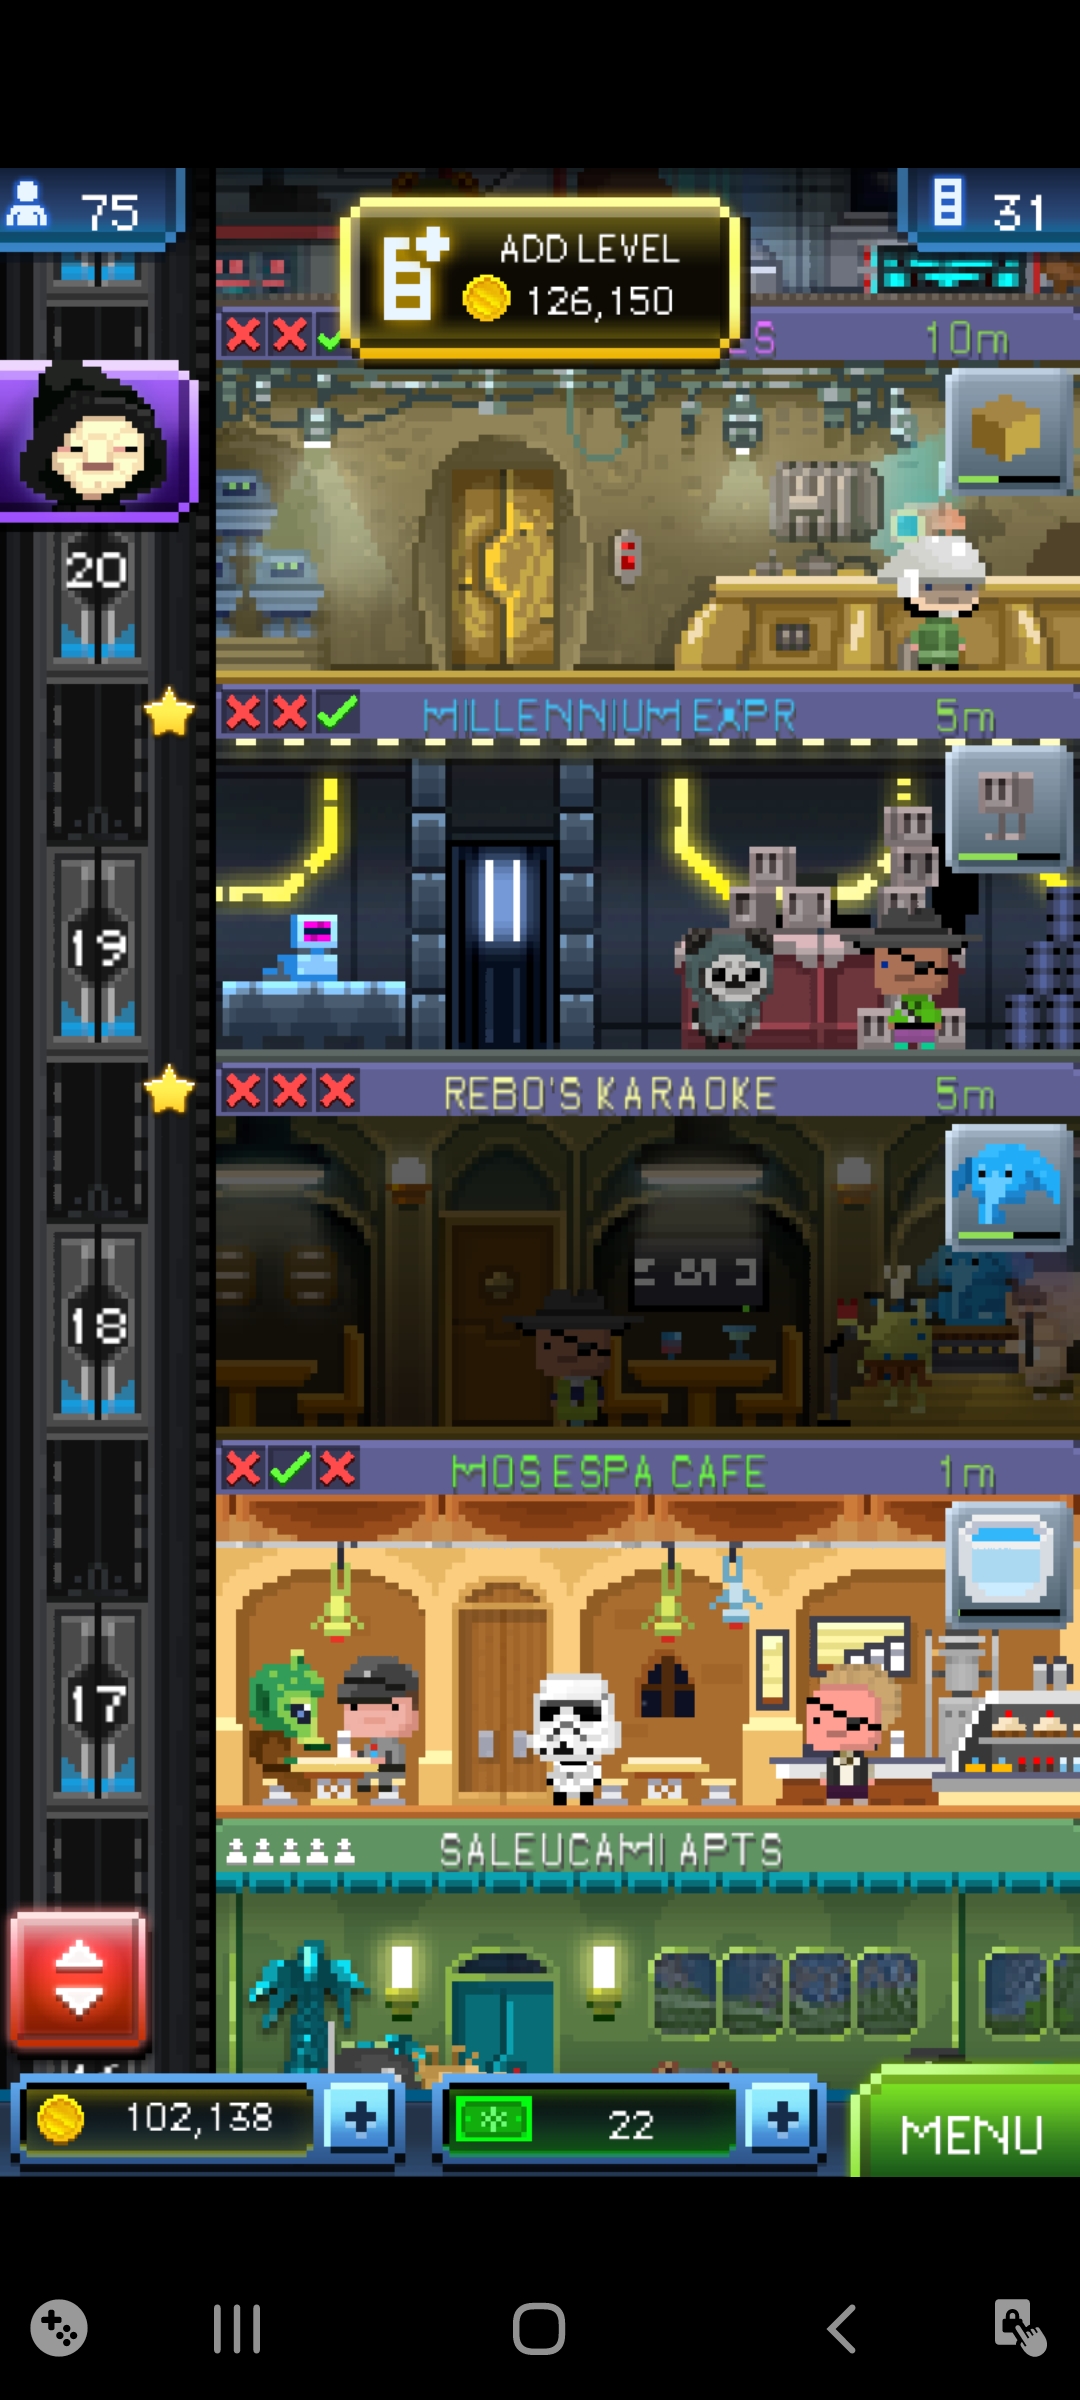 75
31
ADD LEVEL
126,150
10m
20
MILLENNIUM EXPR
5m
19
REBO'S KARAOKE
5m
18
MOS ESPA CAFE
1m
17
SALEUCAMI APTS
102,138
22
MENU